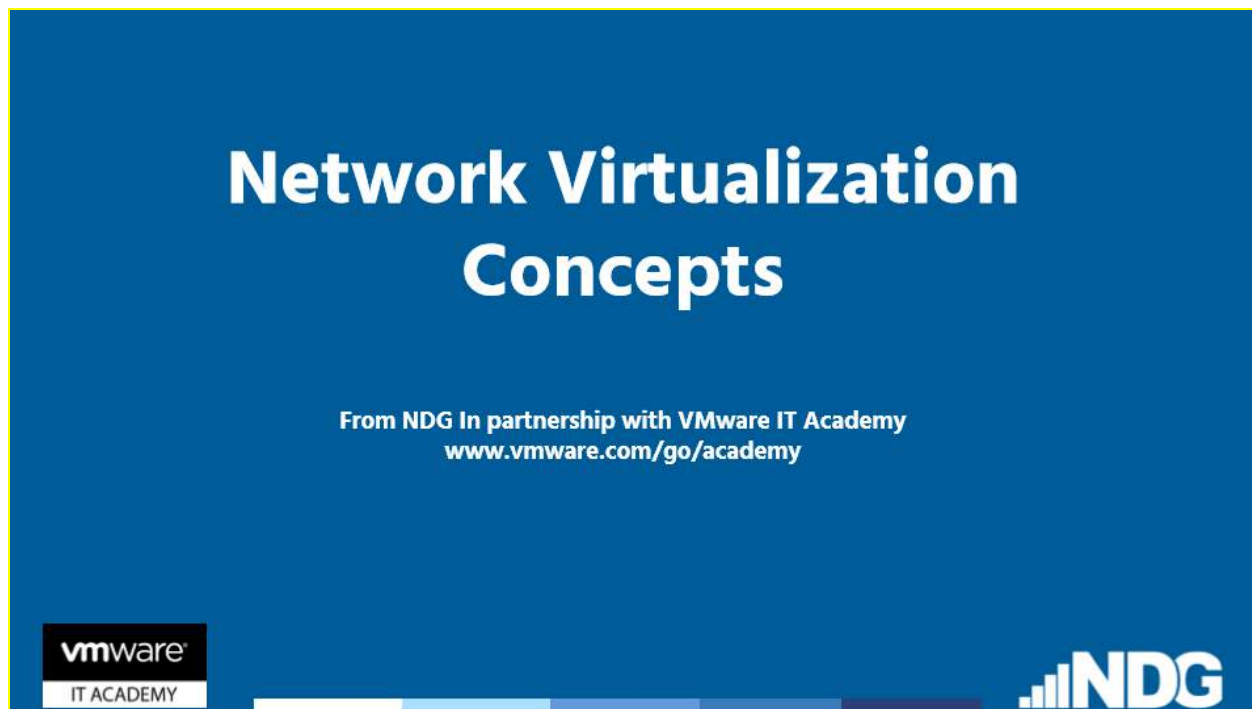 Network Virtualization
Concepts
From NDG In partnership with VMware IT Academy
www.vmware.com/go/academy
vmware®
IT ACADEMY
NDG